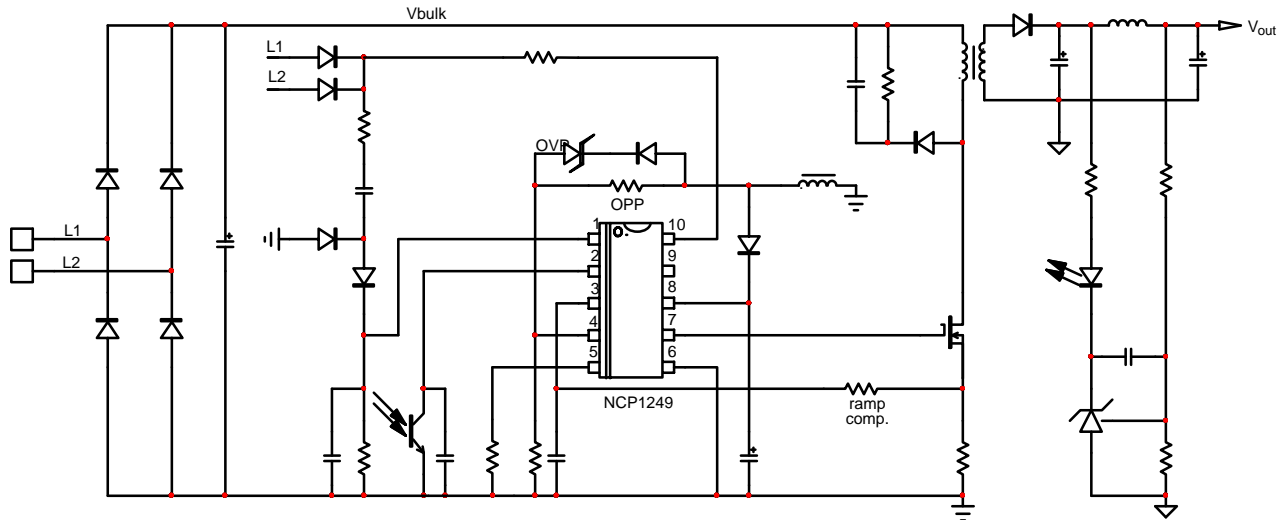 Vbulk
L1
L2
Vout
OVP
OPP
L1
L2
1
2
3
4
5
10
9
8
7
6
NCP1249
ramp
comp.